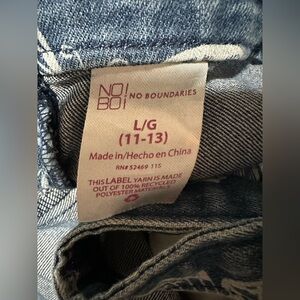 NO!
BO! NO BOUNDARIES
L/G
(11-13)
Made in/Hecho en China
RN# 52469-115
THIS LABEL YARN IS MADE
OUT OF 100% RECYCLED
POLYESTER MATERIALS